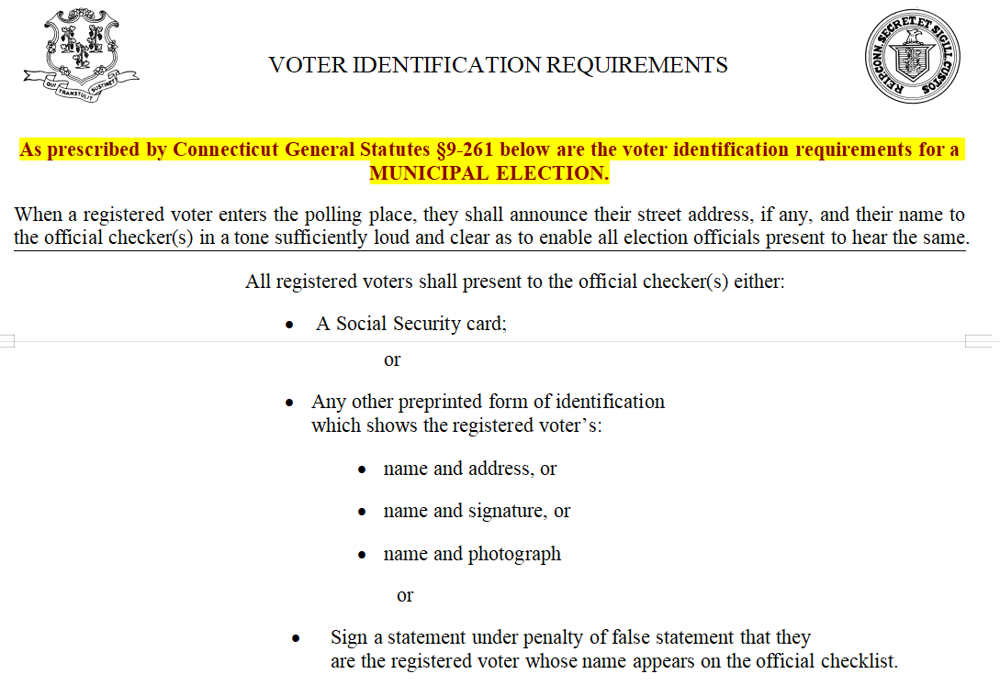 QUI TRANSTULIT SUSTINET
REIPCONN. SECRET.ET SIGILL.CUSTOS
VOTER IDENTIFICATION REQUIREMENTS
As prescribed by Connecticut General Statutes §9-261 below are the voter identification requirements for a
MUNICIPAL ELECTION.
When a registered voter enters the polling place, they shall announce their street address, if any, and their name to
the official checker(s) in a tone sufficiently loud and clear as to enable all election officials present to hear the same.
All registered voters shall present to the official checker(s) either:
• A Social Security card;
or
• Any other preprinted form of identification
which shows the registered voter’s:
• name and address, or
• name and signature, or
• name and photograph
or
• Sign a statement under penalty of false statement that they
are the registered voter whose name appears on the official checklist.